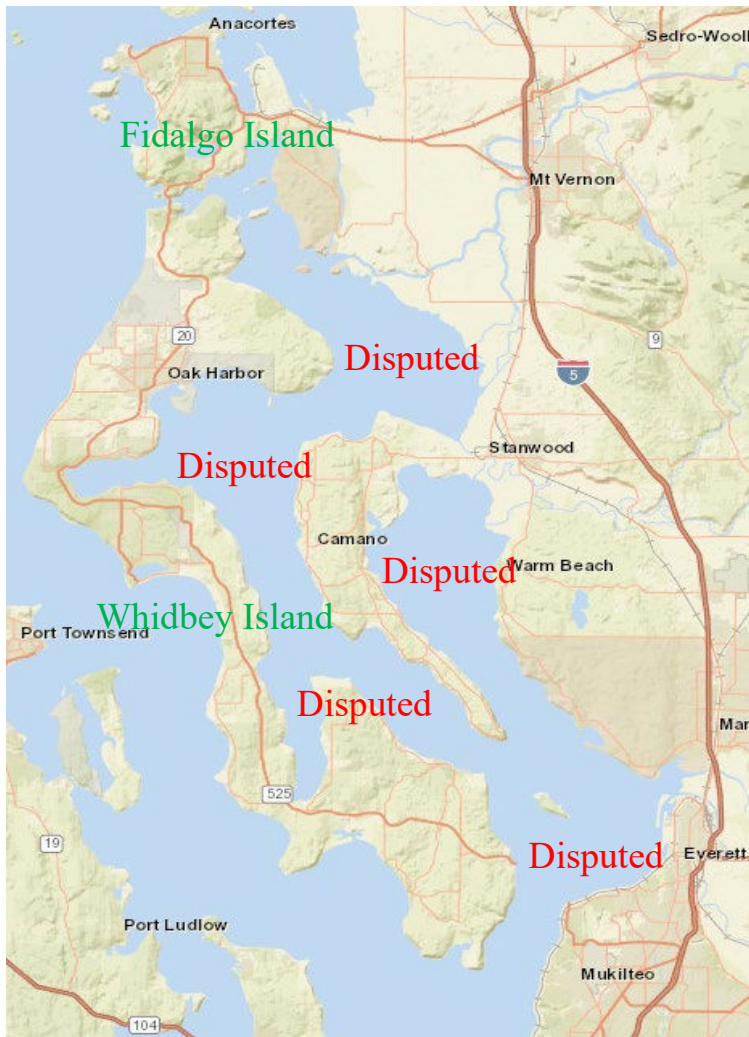 Anacortes
Sedro-Wooll
Fidalgo Island
Mt Vernon
20
9
Disputed
Oak Harbor
5
Stanwood
Disputed
Camano
Disputed
Warm Beach
Whidbey Island
Port Townsend
Disputed
Mar
525
19
Disputed
Everett
Port Ludlow
Mukilteo
104